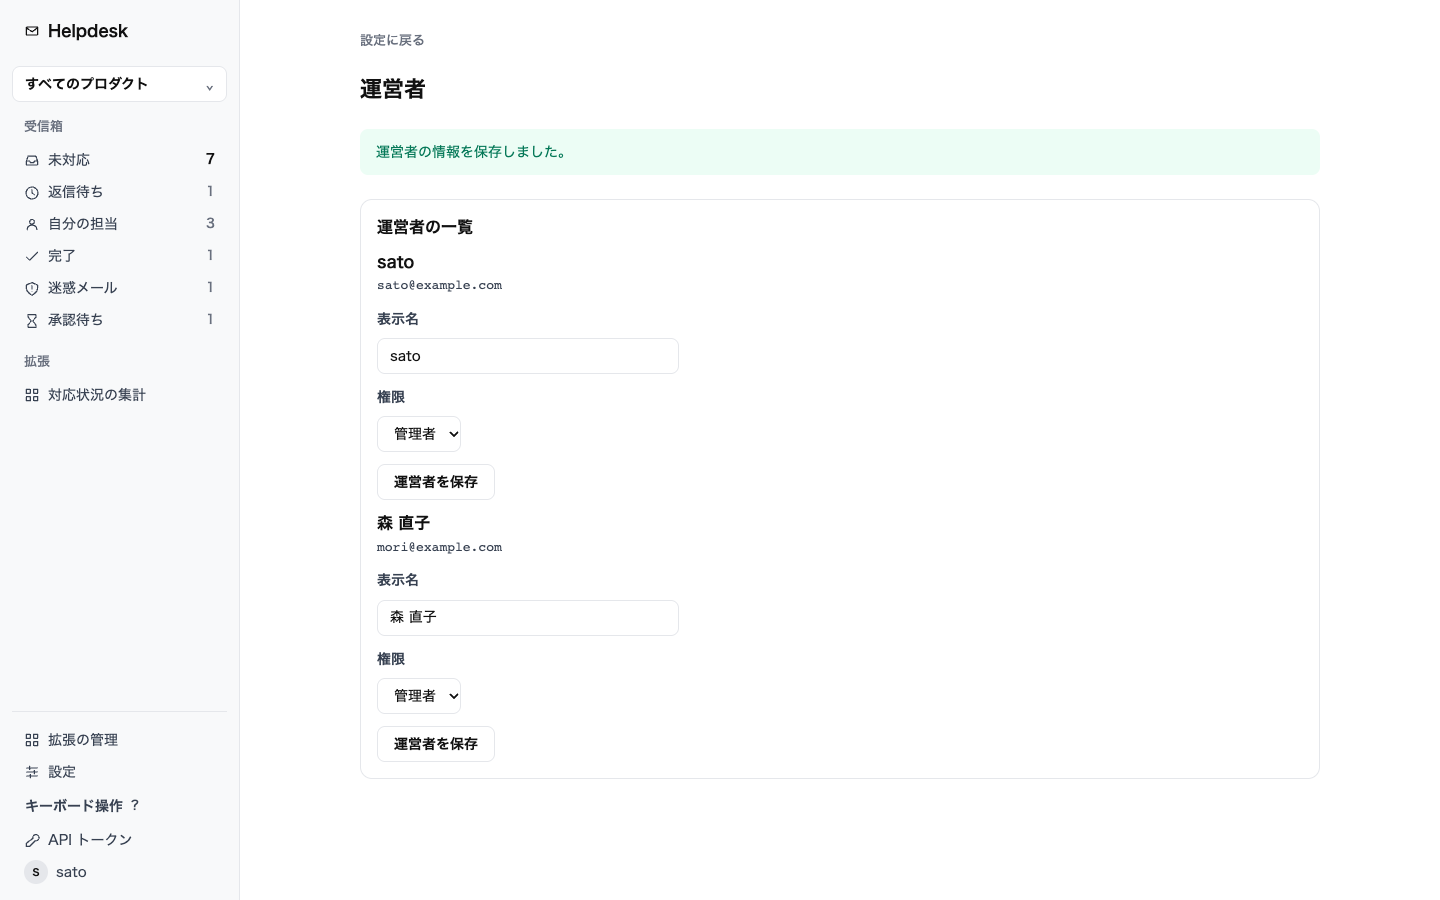 Helpdesk
すべてのプロダクト
受信箱
未対応 7
返信待ち 1
自分の担当 3
完了 1
迷惑メール 1
承認待ち 1
拡張
対応状況の集計
拡張の管理
設定
キーボード操作 ?
API トークン
S sato
設定に戻る
運営者
運営者の情報を保存しました。
運営者の一覧
sato
sato@example.com
表示名
sato
権限
管理者
運営者を保存
森 直子
mori@example.com
表示名
森 直子
権限
管理者
運営者を保存